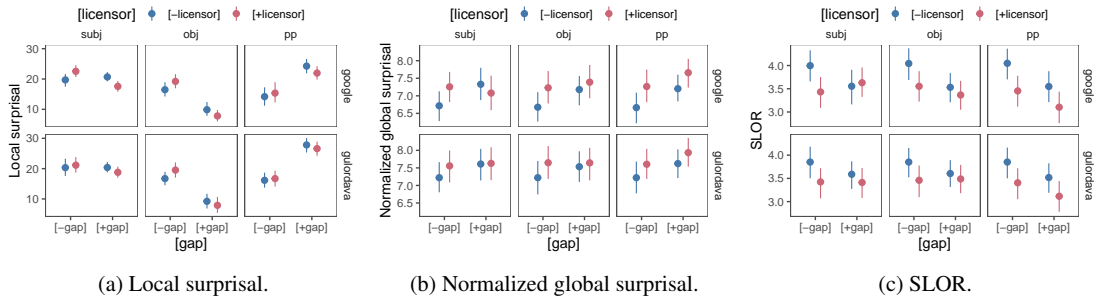 [licensor] [−licensor] [+licensor]
subj obj pp
Local surprisal
30
20
10
google
30
20
10
gulordava
[−gap] [+gap] [−gap] [+gap] [−gap] [+gap]
[gap]
(a) Local surprisal.
[licensor] [−licensor] [+licensor]
subj obj pp
Normalized global surprisal
8.0
7.5
7.0
6.5
google
8.0
7.5
7.0
6.5
gulordava
[−gap] [+gap] [−gap] [+gap] [−gap] [+gap]
[gap]
(b) Normalized global surprisal.
[licensor] [−licensor] [+licensor]
subj obj pp
SLOR
4.0
3.5
3.0
google
4.0
3.5
3.0
gulordava
[−gap] [+gap] [−gap] [+gap] [−gap] [+gap]
[gap]
(c) SLOR.